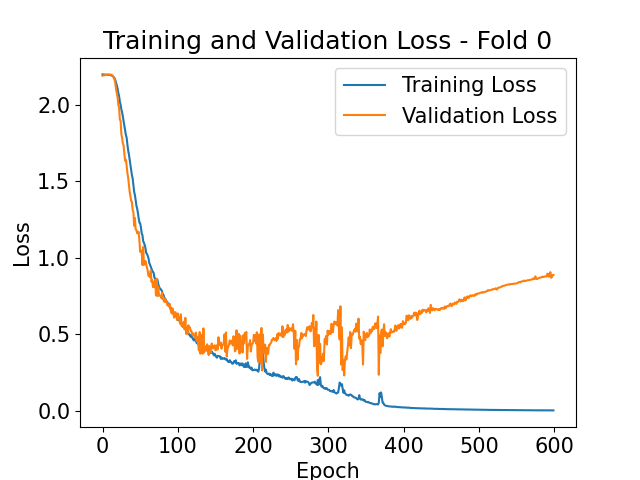 Training and Validation Loss - Fold 0
Training Loss
Validation Loss
Loss
2.0
1.5
1.0
0.5
0.0
0 100 200 300 400 500 600
Epoch